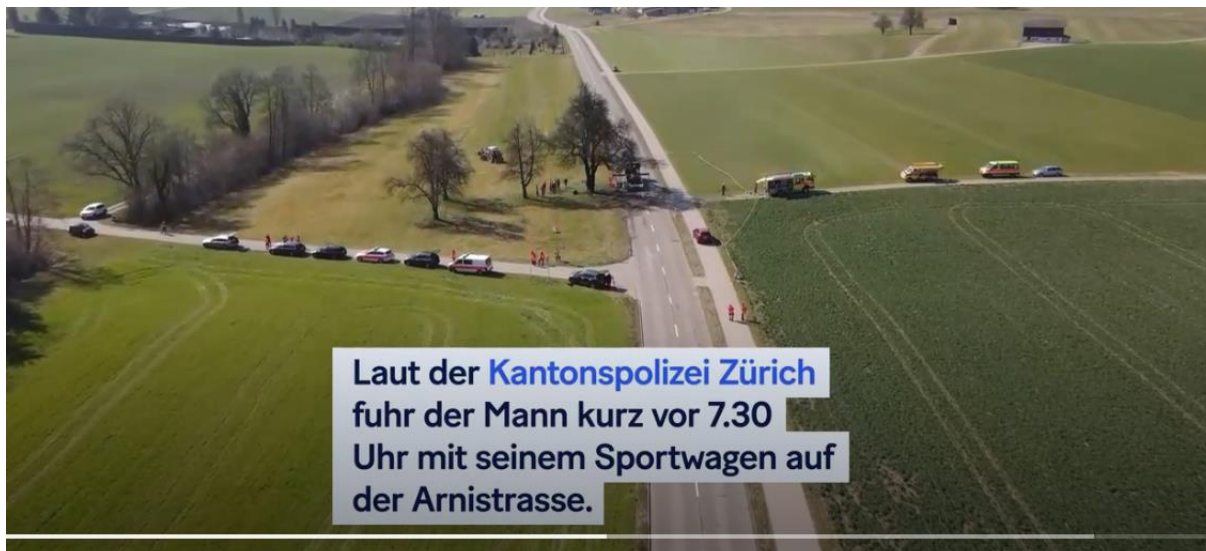 Laut der Kantonspolizei Zürich
fuhr der Mann kurz vor 7.30
Uhr mit seinem Sportwagen auf
der Arnistrasse.